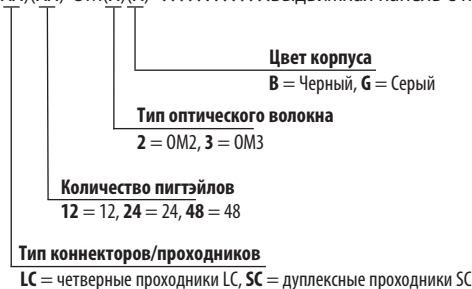 Цвет корпуса
B = Черный, G = Серый
Тип оптического волокна
2 = OM2, 3 = OM3
Количество пигтэйлов
12 = 12, 24 = 24, 48 = 48
Тип коннекторов/проходников
LC = четверные проходники LC, SC = дуплексные проходники SC